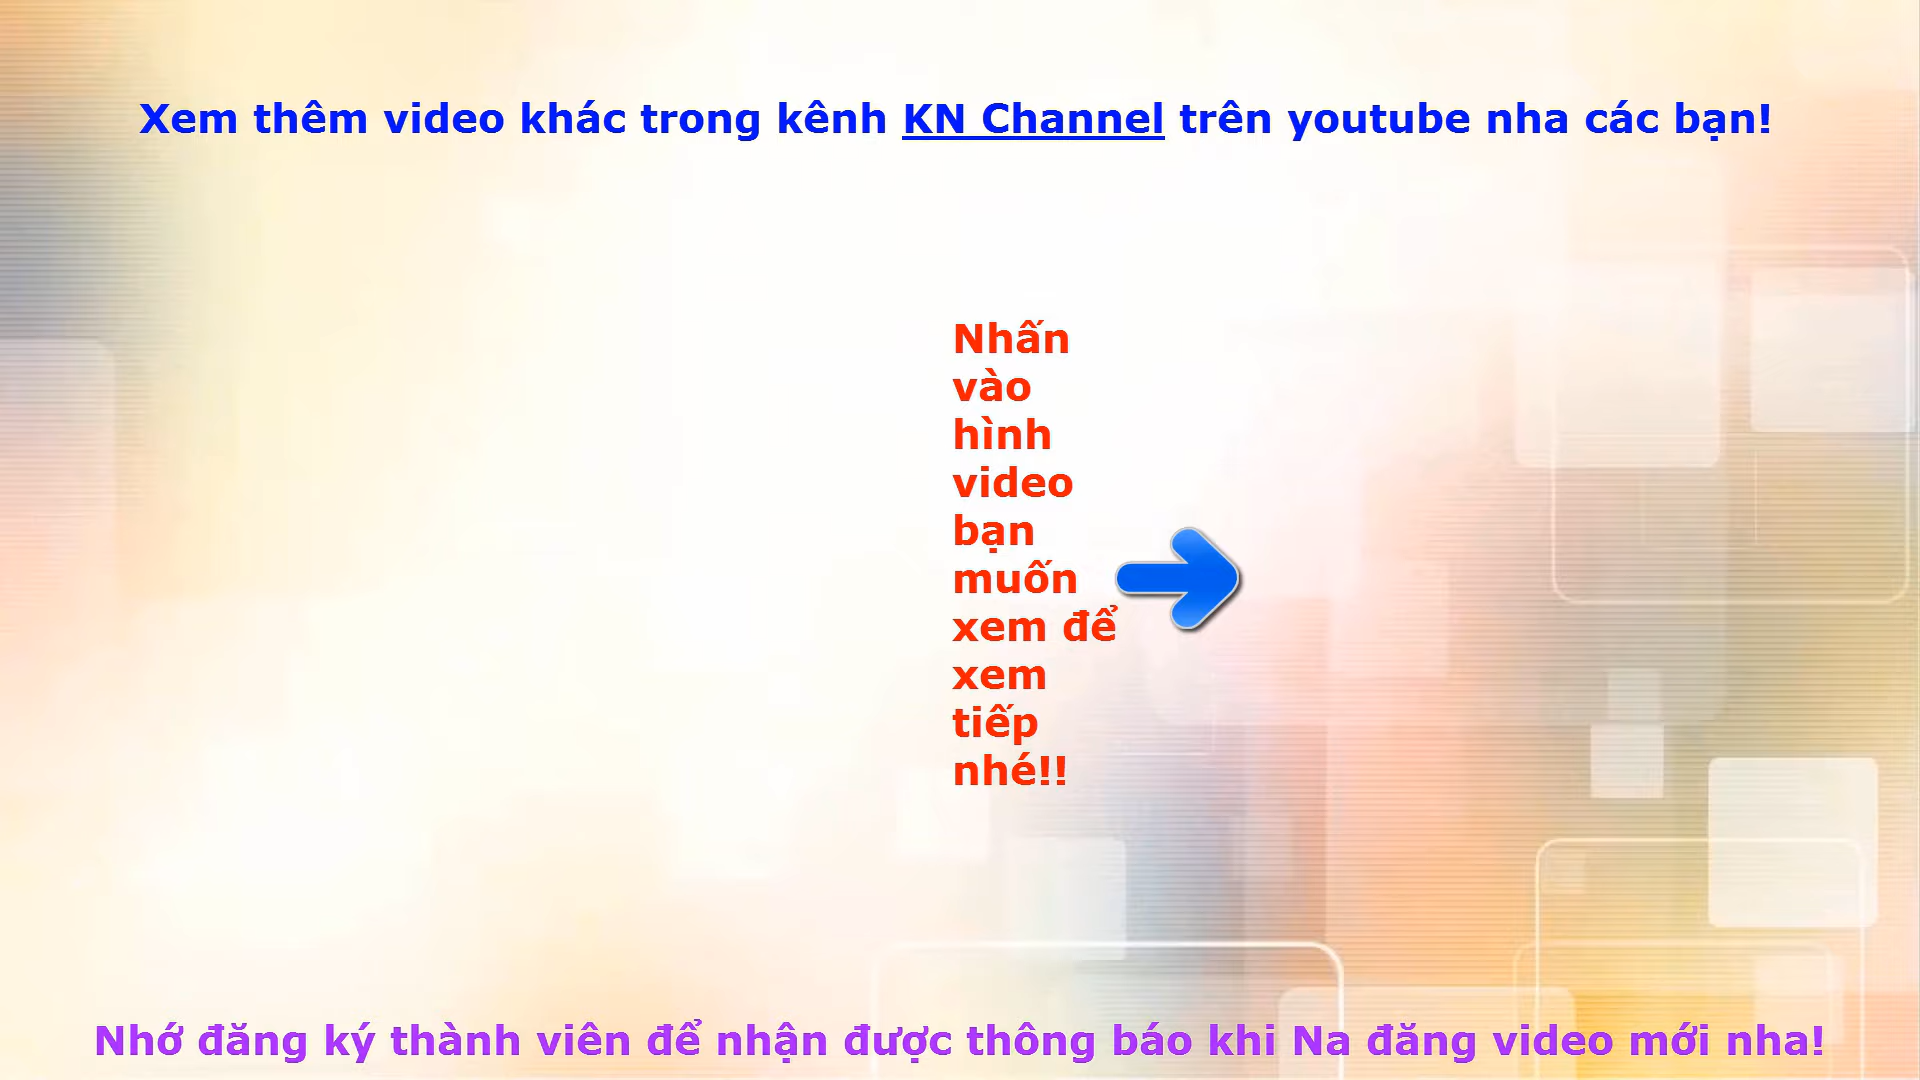 Xem thêm video khác trong kênh KN Channel trên youtube nha các bạn!
Nhấn
vào
hình
video
bạn
muốn
xem để
xem
tiếp
nhé!!
Nhớ đăng ký thành viên để nhận được thông báo khi Na đăng video mới nha!